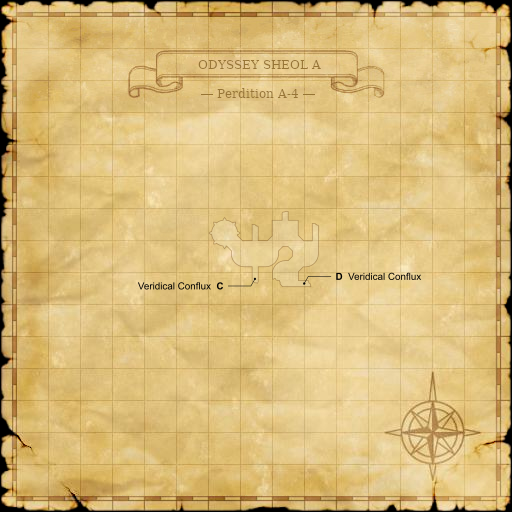 ODYSSEY SHEOL A
— Perdition A-4 —
D Veridical Conflux
Veridical Conflux C